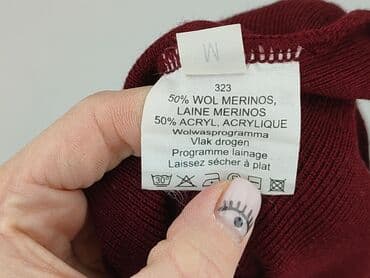 M
323
50% WOL MERINOS,
LAINE MERINOS
50% ACRYL. ACRYLIQUE
Wolwasprogramma
Vlak drogen
Programme lainage
Laissez sécher à plat
30°